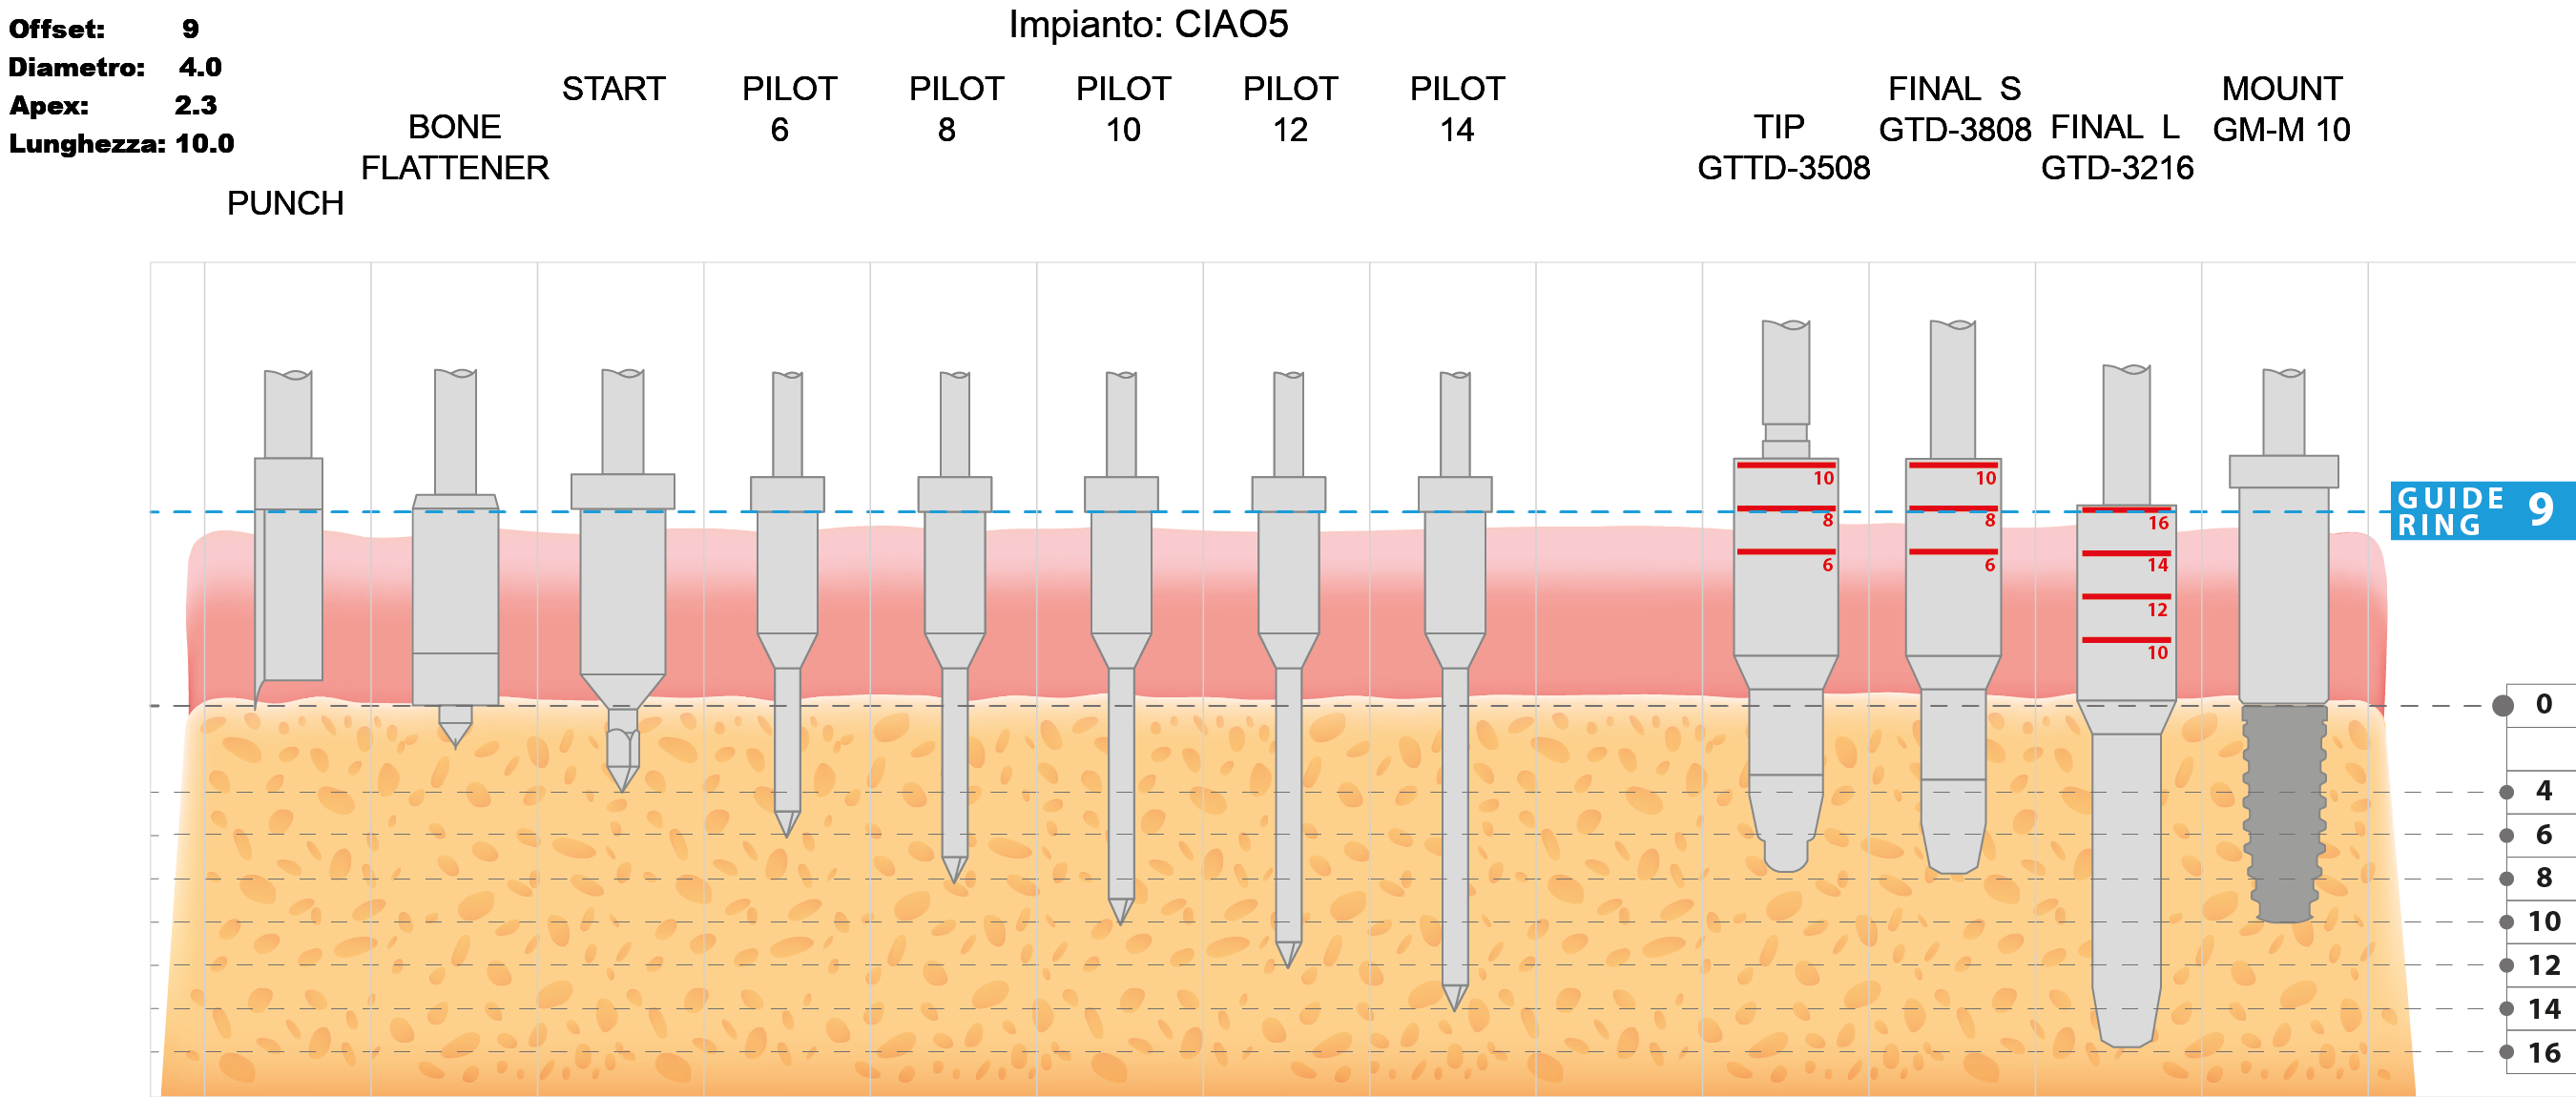 Impianto: CIAO5
Offset: 9
Diametro: 4.0
Apex: 2.3
Lunghezza: 10.0
PUNCH
BONE
FLATTENER
START
PILOT
6
PILOT
8
PILOT
10
PILOT
12
PILOT
14
TIP
GTTD-3508
FINAL S
GTD-3808
FINAL L
GTD-3216
MOUNT
GM-M 10
10
8
6
10
8
6
16
14
12
10
GUIDE
RING 9
0
4
6
8
10
12
14
16